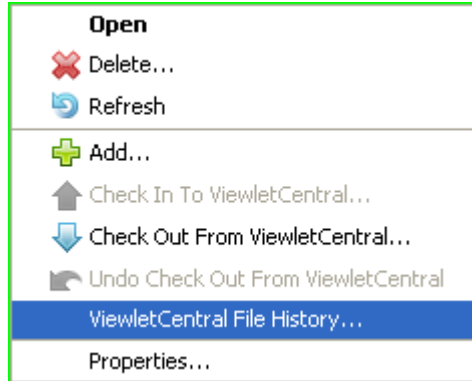 Open
Delete...
Refresh
Add...
Check In To ViewletCentral...
Check Out From ViewletCentral...
Undo Check Out From ViewletCentral
ViewletCentral File History...
Properties...